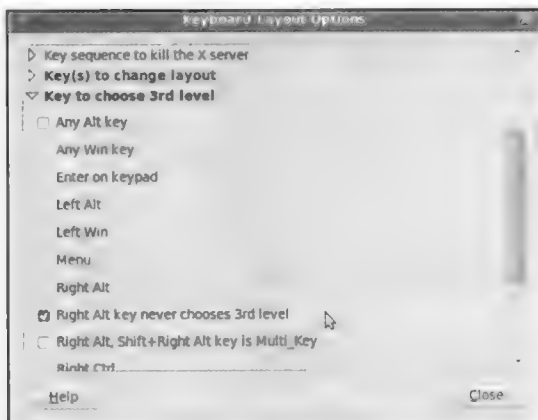 Keyboard Layout Options
Key sequence to kill the X server
Key(s) to change layout
Key to choose 3rd level
Any Alt key
Any Win key
Enter on keypad
Left Alt
Left Win
Menu
Right Alt
Right Alt key never chooses 3rd level
Right Alt, Shift+Right Alt key is Multi_Key
Right Ctrl
Help
Close